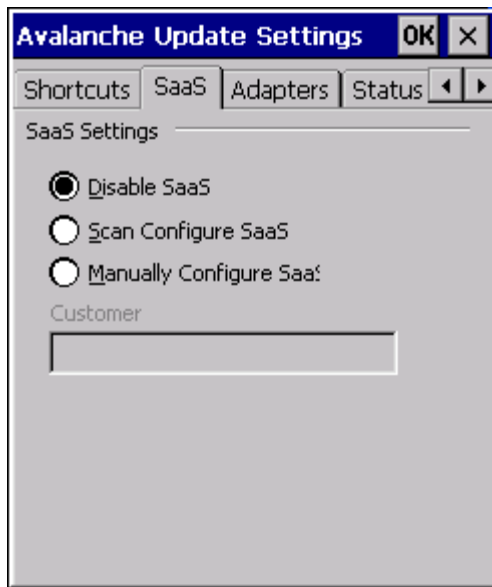 Avalanche Update Settings OK ×
Shortcuts SaaS Adapters Status
SaaS Settings
Disable SaaS
Scan Configure SaaS
Manually Configure SaaS
Customer